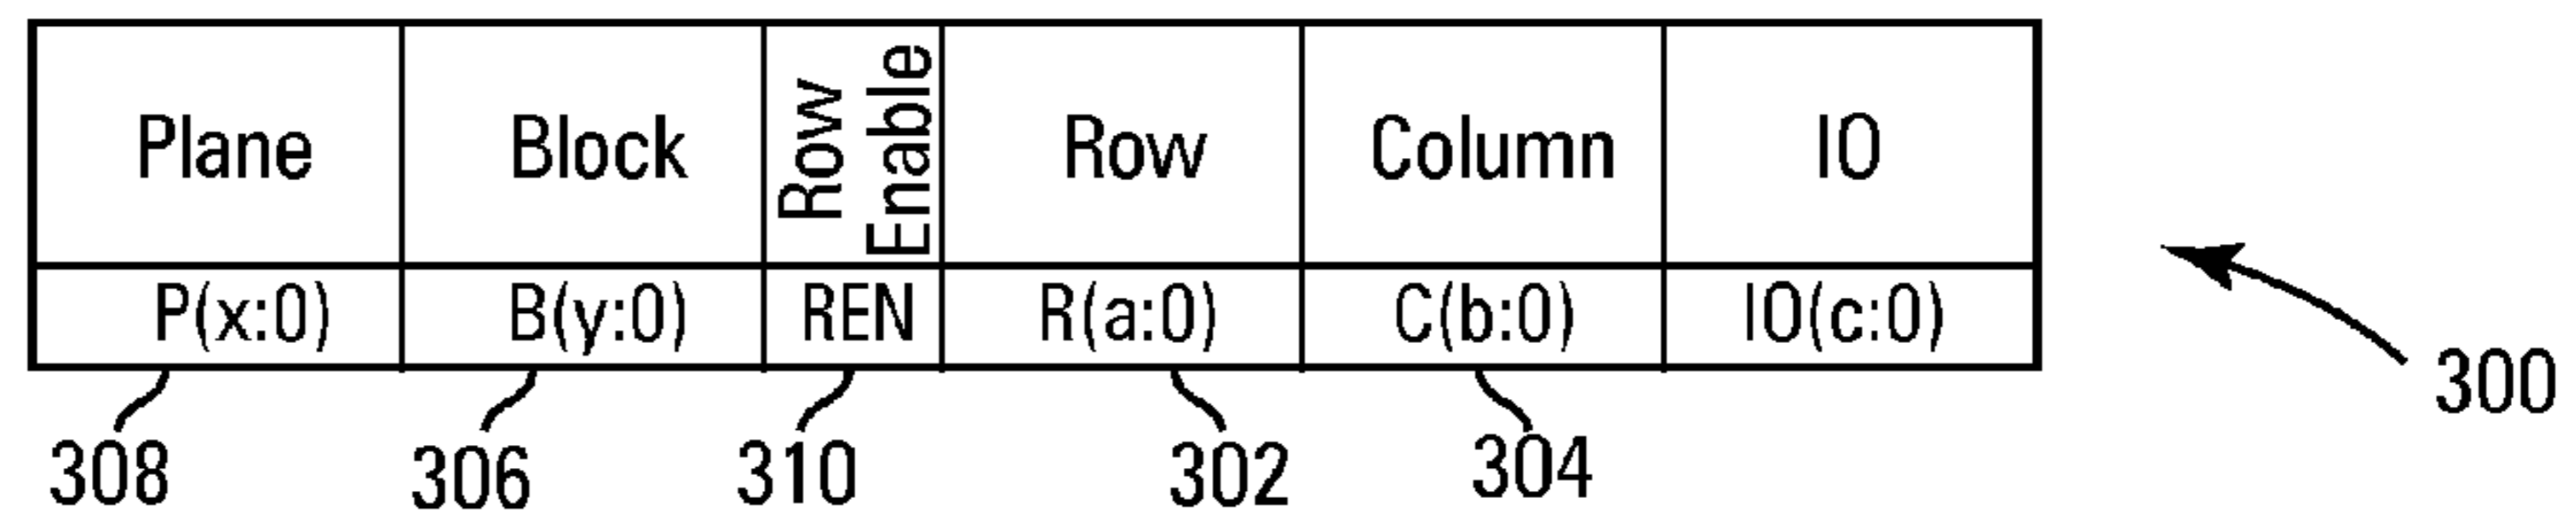 Plane Block Row Enable Row Column IO
P(x:0) B(y:0) REN R(a:0) C(b:0) IO(c:0)
300
308 306 310 302 304